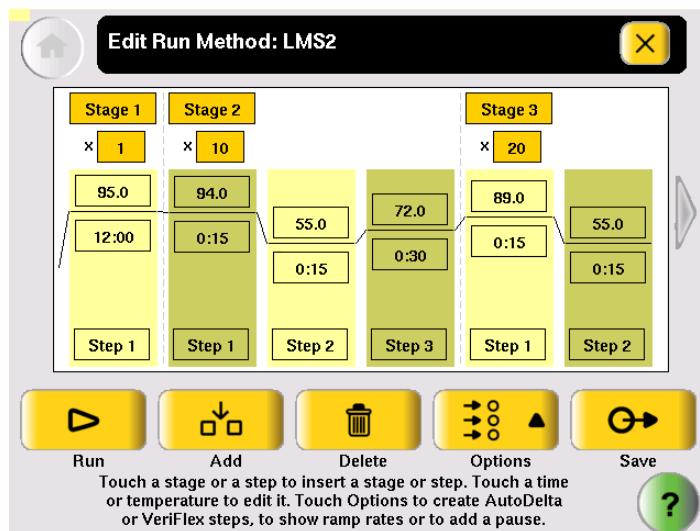 Edit Run Method: LMS2
Stage 1 Stage 2 Stage 3
x 1 x 10 x 20
95.0 94.0 55.0 72.0 89.0 55.0
12:00 0:15 0:15 0:30 0:15 0:15
Step 1 Step 1 Step 2 Step 3 Step 1 Step 2
Run Add Delete Options Save
Touch a stage or a step to insert a stage or step. Touch a time
or temperature to edit it. Touch Options to create AutoDelta
or VeriFlex steps, to show ramp rates or to add a pause.
?